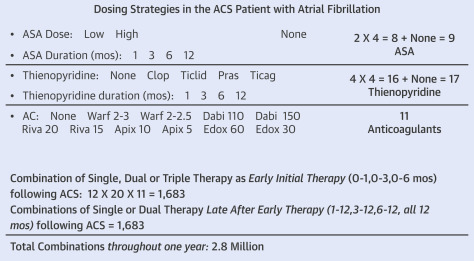 Dosing Strategies in the ACS Patient with Atrial Fibrillation
• ASA Dose: Low High None
• ASA Duration (mos): 1 3 6 12
2 X 4 = 8 + None = 9
ASA
• Thienopyridine: None Clop Ticlid Pras Ticag
• Thienopyridine duration (mos): 1 3 6 12
4 X 4 = 16 + None = 17
Thienopyridine
• AC: None Warf 2-3 Warf 2-2.5 Dabi 110 Dabi 150
Riva 20 Riva 15 Apix 10 Apix 5 Edox 60 Edox 30
11
Anticoagulants
Combination of Single, Dual or Triple Therapy as Early Initial Therapy (0-1,0-3,0-6 mos)
following ACS: 12 X 20 X 11 = 1,683
Combinations of Single or Dual Therapy Late After Early Therapy (1-12,3-12,6-12, all 12
mos) following ACS = 1,683
Total Combinations throughout one year: 2.8 Million